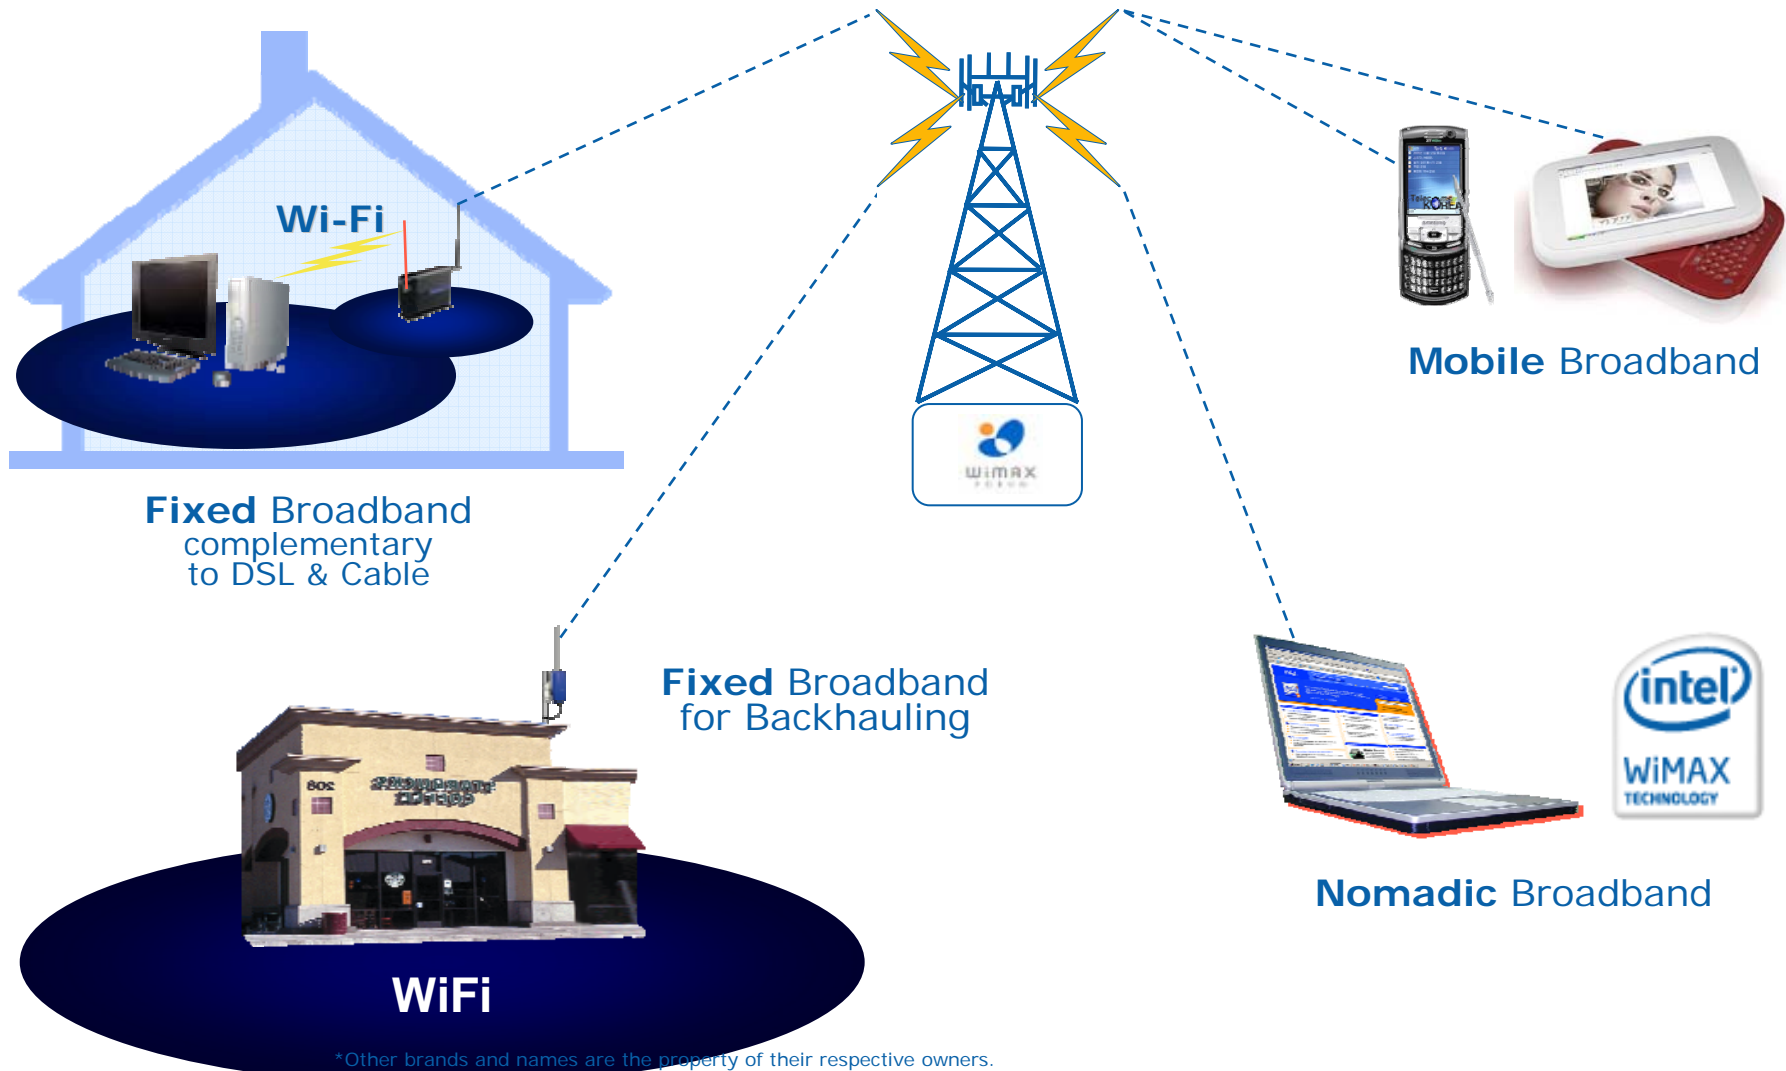 Wi-Fi
Fixed Broadband
complementary
to DSL & Cable
WiMAX
FORUM
Mobile Broadband
Fixed Broadband
for Backhauling
intel
WiMAX
TECHNOLOGY
Nomadic Broadband
WiFi
*Other brands and names are the property of their respective owners.